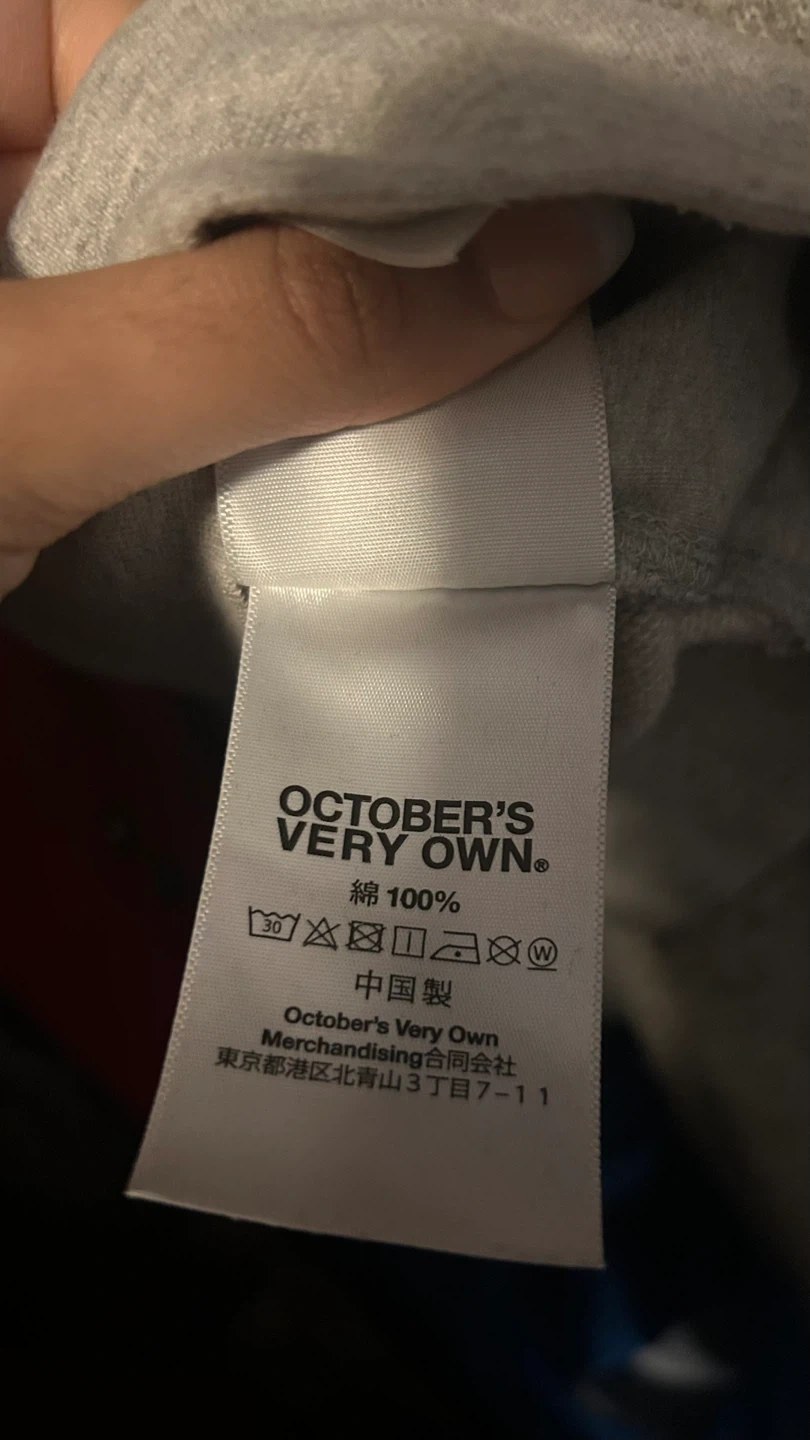 OCTOBER'S
VERY OWN®
綿 100%
30 W
中国製
October's Very Own
Merchandising合同会社
東京都港区北青山3丁目7−11